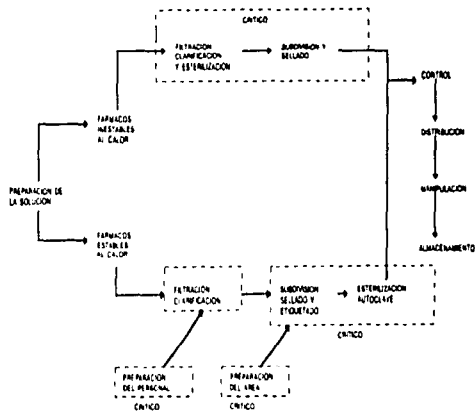 CRITICO
FILTRACION
CLARIFICACION
Y ESTERILIZACION
SUBDIVISION Y
SELLADO
CONTROL
FARMACOS
INESTABLES
AL CALOR
DISTRIBUCION
PREPARACION DE
LA SOLUCION
MANIPULACION
FARMACOS
ESTABLES
AL CALOR
ALMACENAMIENTO
FILTRACION
CLARIFICACION
SUBDIVISION
SELLADO Y
ETIQUETADO
ESTERILIZACION
AUTOCLAVE
CRITICO
PREPARACION
DEL PERSONAL
CRITICO
PREPARACION
DEL AREA
CRITICO